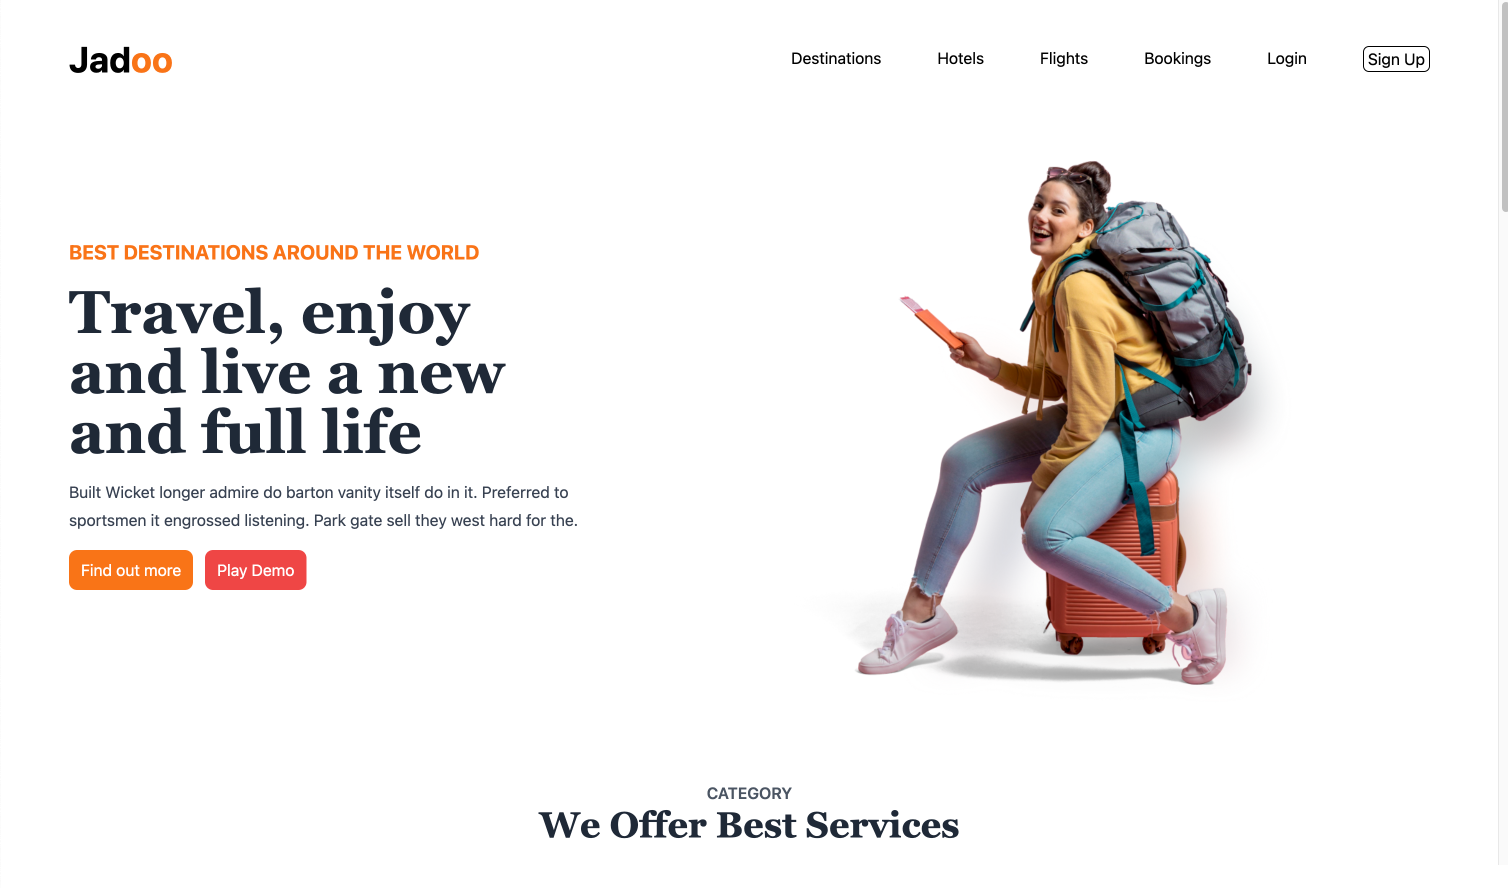 Jadoo
Destinations Hotels Flights Bookings Login Sign Up
BEST DESTINATIONS AROUND THE WORLD
Travel, enjoy
and live a new
and full life
Built Wicket longer admire do barton vanity itself do in it. Preferred to
sportsmen it engrossed listening. Park gate sell they west hard for the.
Find out more Play Demo
CATEGORY
We Offer Best Services